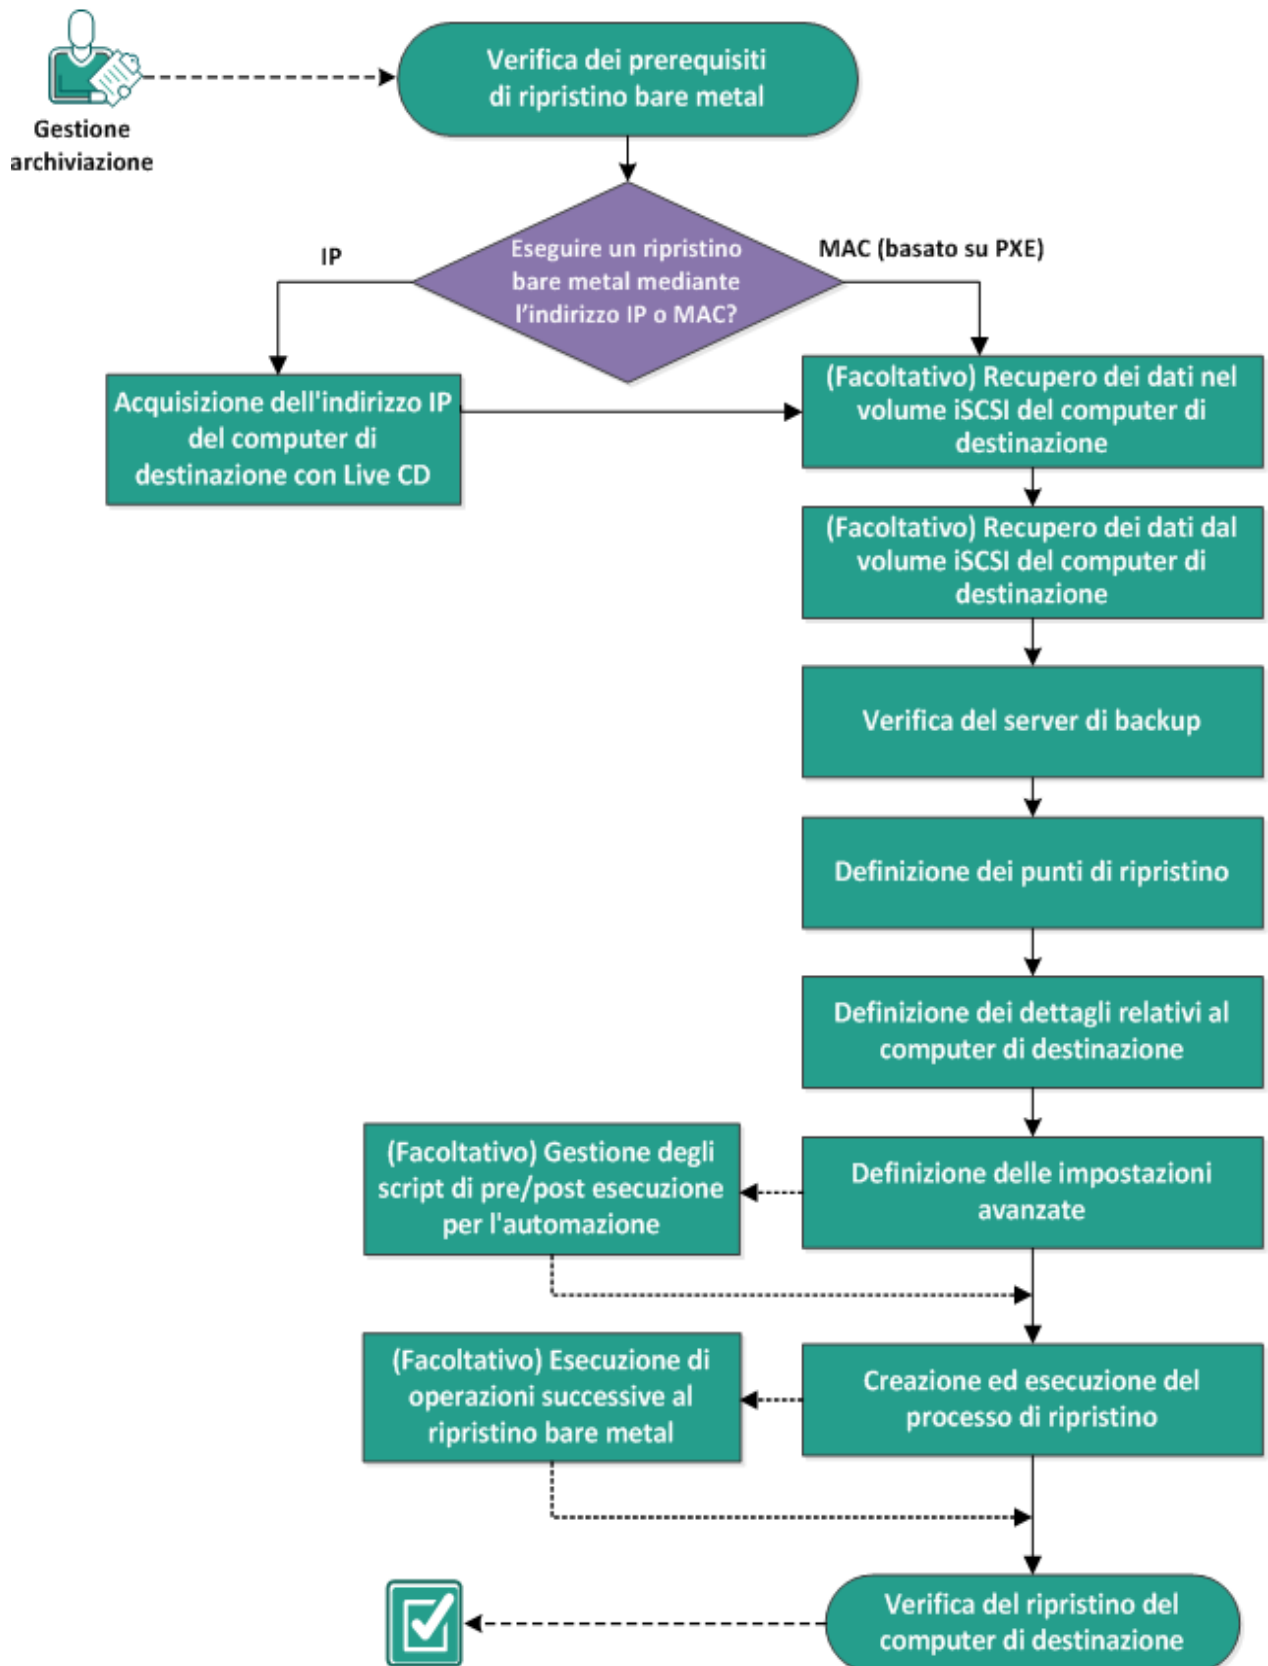 Gestione
archiviazione
Verifica dei prerequisiti
di ripristino bare metal
Eseguire un ripristino
bare metal mediante
l'indirizzo IP o MAC?
IP
MAC (basato su PXE)
Acquisizione dell'indirizzo IP
del computer di
destinazione con Live CD
(Facoltativo) Recupero dei dati nel
volume iSCSI del computer di
destinazione
(Facoltativo) Recupero dei dati dal
volume iSCSI del computer di
destinazione
Verifica del server di backup
Definizione dei punti di ripristino
Definizione dei dettagli relativi al
computer di destinazione
Definizione delle impostazioni
avanzate
(Facoltativo) Gestione degli
script di pre/post esecuzione
per l'automazione
Creazione ed esecuzione del
processo di ripristino
(Facoltativo) Esecuzione di
operazioni successive al
ripristino bare metal
Verifica del ripristino del
computer di destinazione